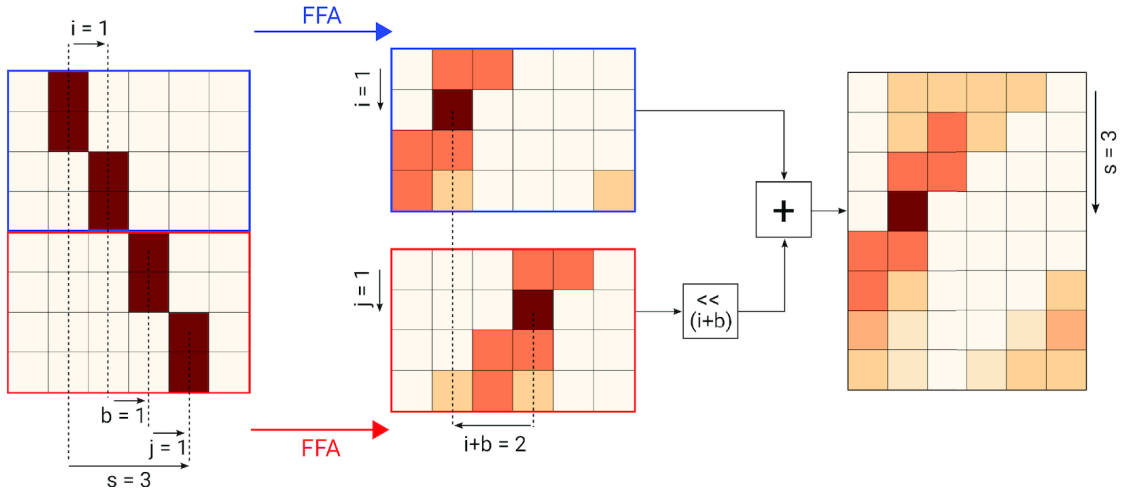 i = 1
FFA
i = 1
s = 3
+
j = 1
<<
(i+b)
b = 1
j = 1
s = 3
FFA
i+b = 2